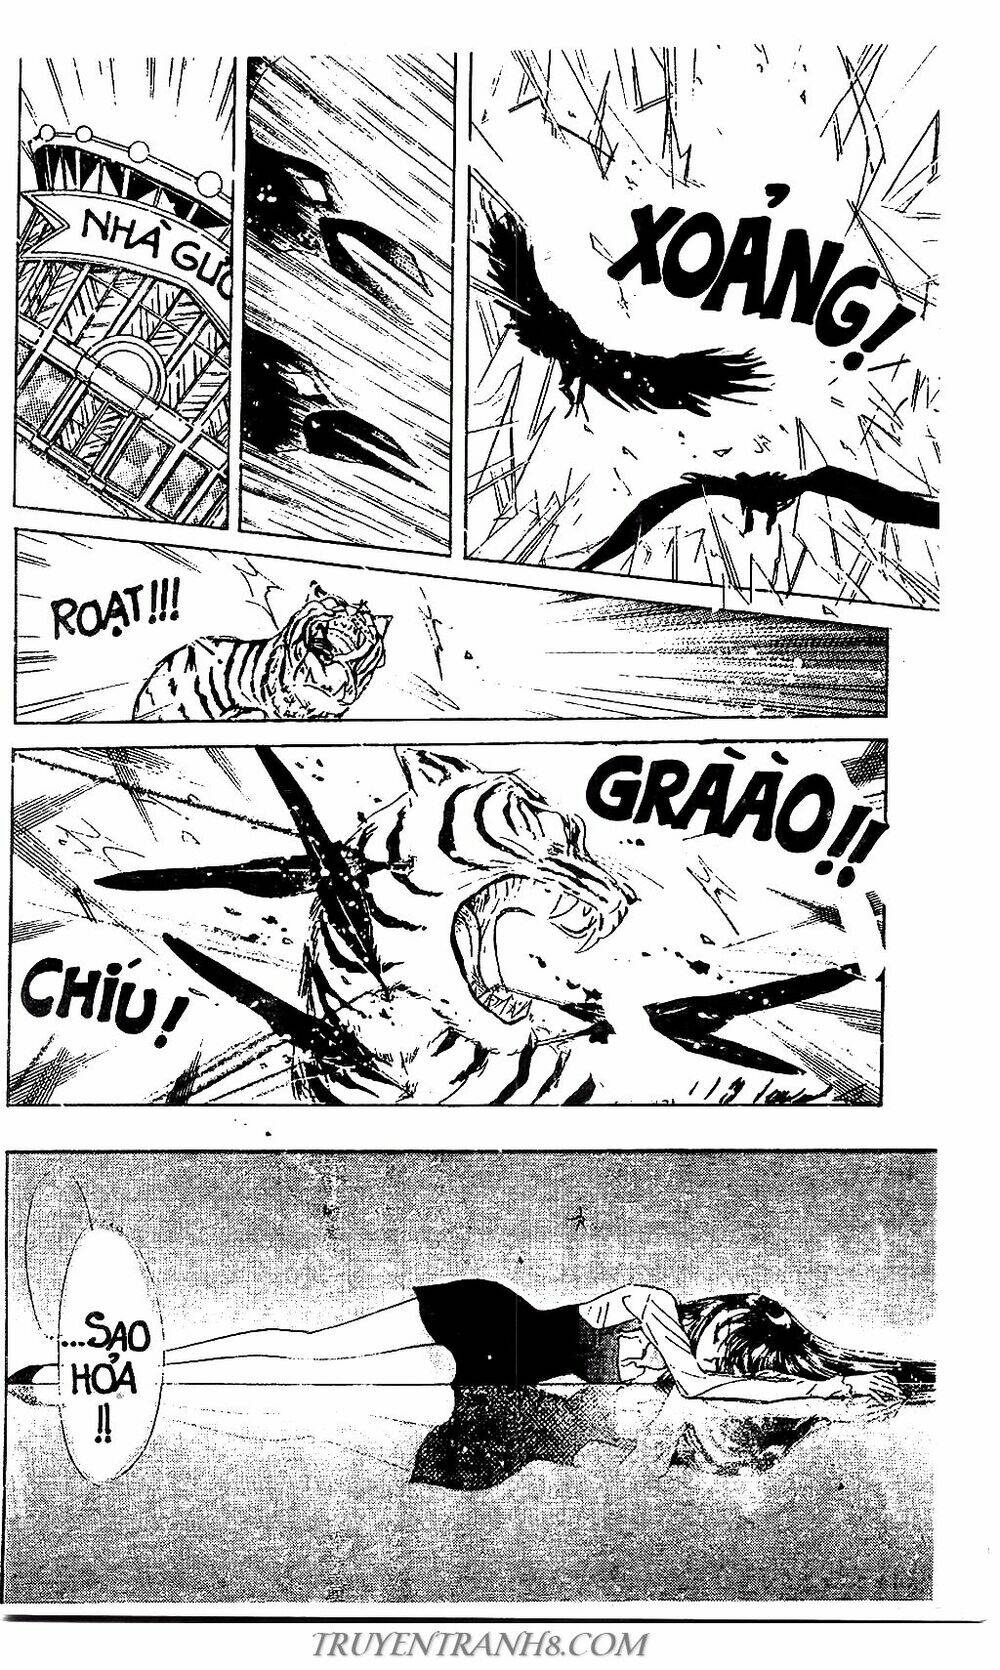 NHÀ GƯƠ
XOẢNG!
ROẠT!!!
GRÀÀO!!
CHÍU!
...SAO
HỎA
!!
TRUYENTRANH8.COM